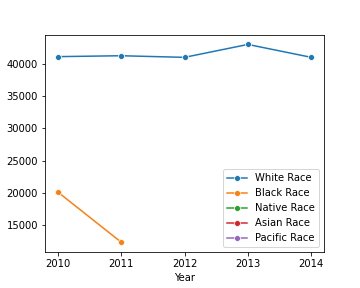 40000
35000
30000
25000
20000
15000
2010 2011 2012 2013 2014
Year
White Race
Black Race
Native Race
Asian Race
Pacific Race